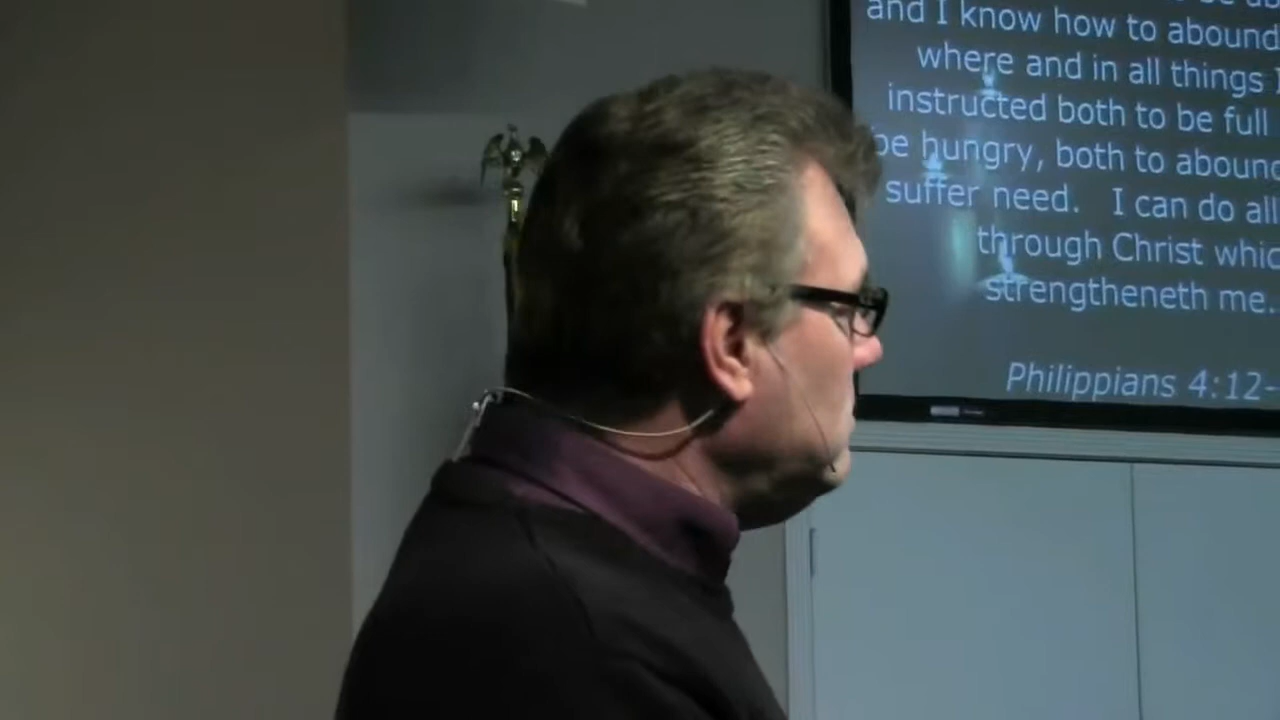 and I know how to abound
where and in all things I
instructed both to be full
be hungry, both to abound
suffer need. I can do all
through Christ whic
strengtheneth me.
Philippians 4:12-